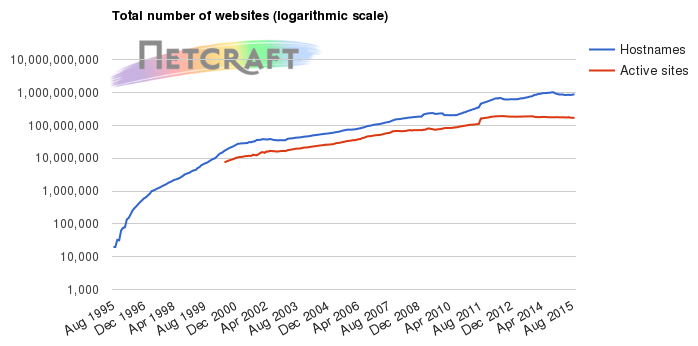 Total number of websites (logarithmic scale)
NETCRAFT
Hostnames
Active sites
10,000,000,000
1,000,000,000
100,000,000
10,000,000
1,000,000
100,000
10,000
1,000
Aug 1995
Dec 1996
Apr 1998
Aug 1999
Dec 2000
Apr 2002
Aug 2003
Dec 2004
Apr 2006
Aug 2007
Dec 2008
Apr 2010
Aug 2011
Dec 2012
Apr 2014
Aug 2015